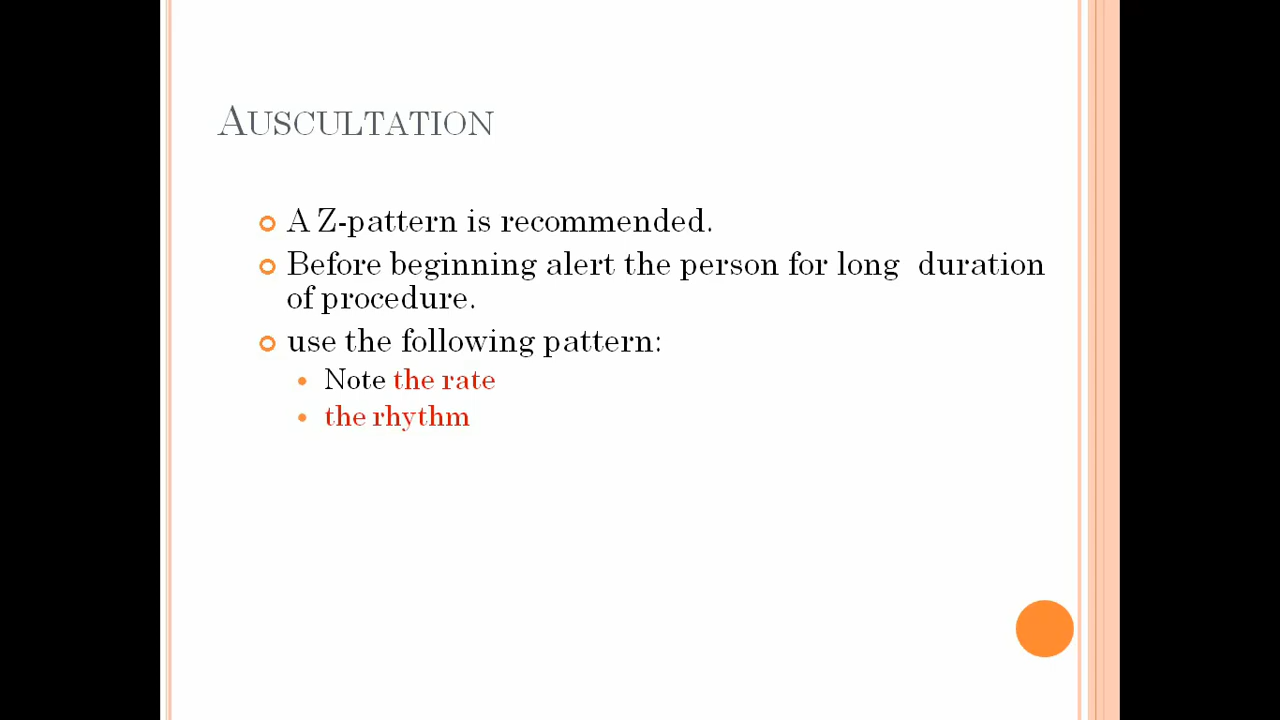 AUSCULTATION
A Z-pattern is recommended.
Before beginning alert the person for long duration
of procedure.
use the following pattern:
Note the rate
the rhythm